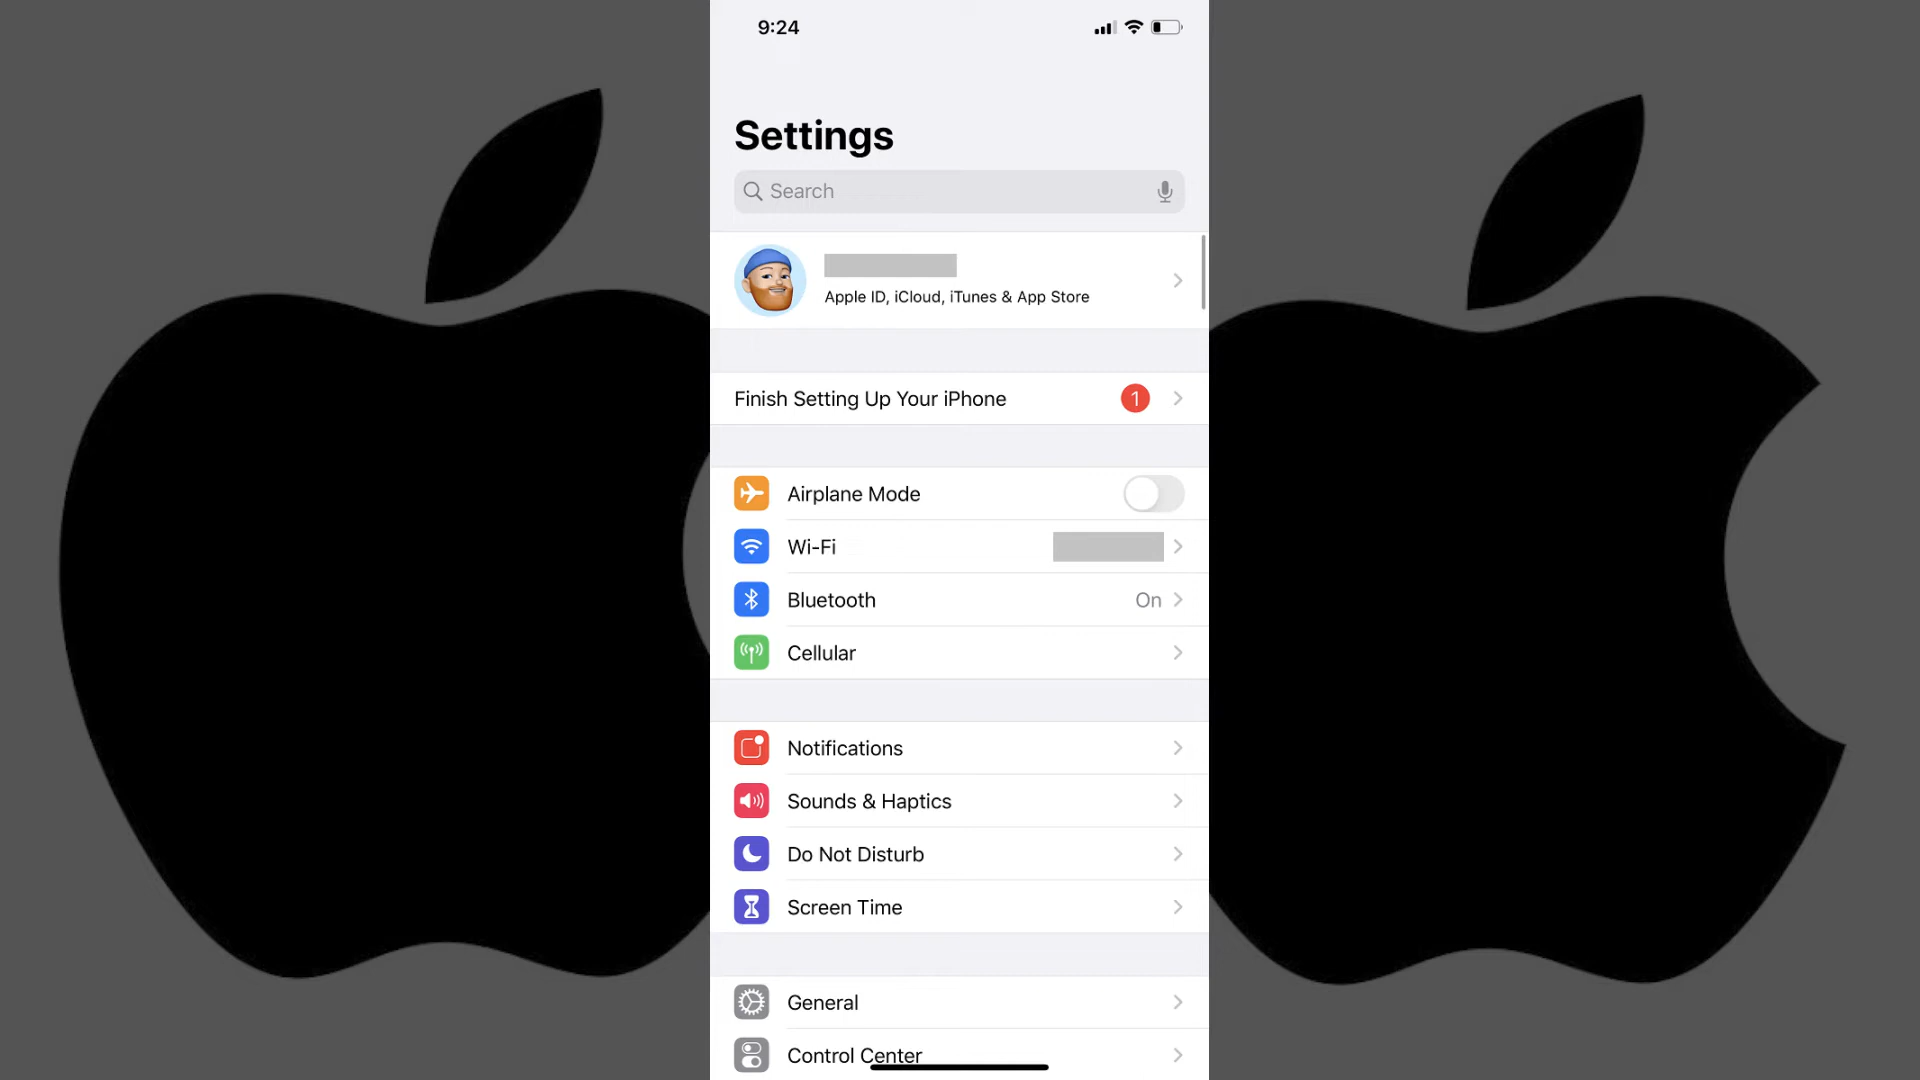 9:24
Settings
Search
Apple ID, iCloud, iTunes & App Store
Finish Setting Up Your iPhone 1
Airplane Mode
Wi-Fi
Bluetooth On
Cellular
Notifications
Sounds & Haptics
Do Not Disturb
Screen Time
General
Control Center